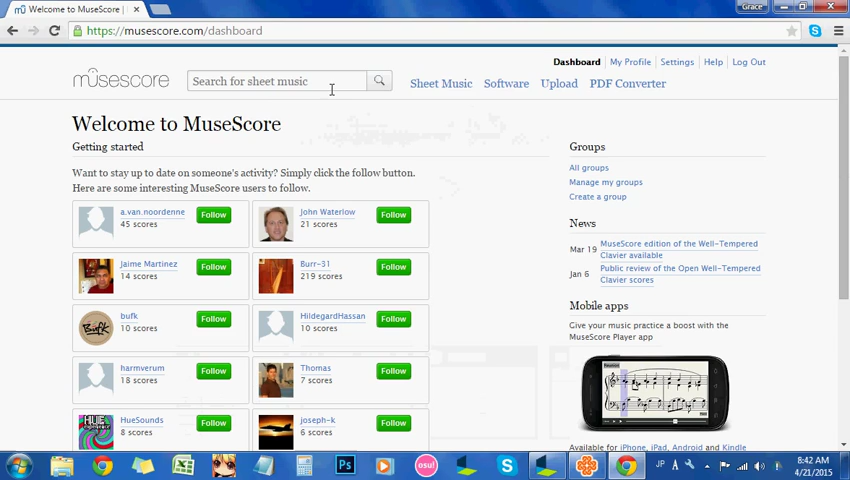 Welcome to MuseScore |
Grace
https://musescore.com/dashboard
Dashboard | My Profile | Settings | Help | Log Out
musescore
Search for sheet music
Sheet Music Software Upload PDF Converter
Welcome to MuseScore
Getting started
Want to stay up to date on someone's activity? Simply click the follow button.
Here are some interesting MuseScore users to follow.
a.van.noordenne
45 scores
Follow
John Waterlow
21 scores
Follow
Jaime Martinez
14 scores
Follow
Burr-31
219 scores
Follow
bufk
10 scores
Follow
HildegardHassan
10 scores
Follow
harmverum
18 scores
Follow
Thomas
7 scores
Follow
HueSounds
8 scores
Follow
joseph-k
6 scores
Follow
Groups
All groups
Manage my groups
Create a group
News
Mar 19 MuseScore edition of the Well-Tempered
Clavier available
Jan 6 Public review of the Open Well-Tempered
Clavier scores
Mobile apps
Give your music practice a boost with the
MuseScore Player app
Available for iPhone, iPad, Android and Kindle
Ps
osu!
JP
8:42 AM
4/21/2015